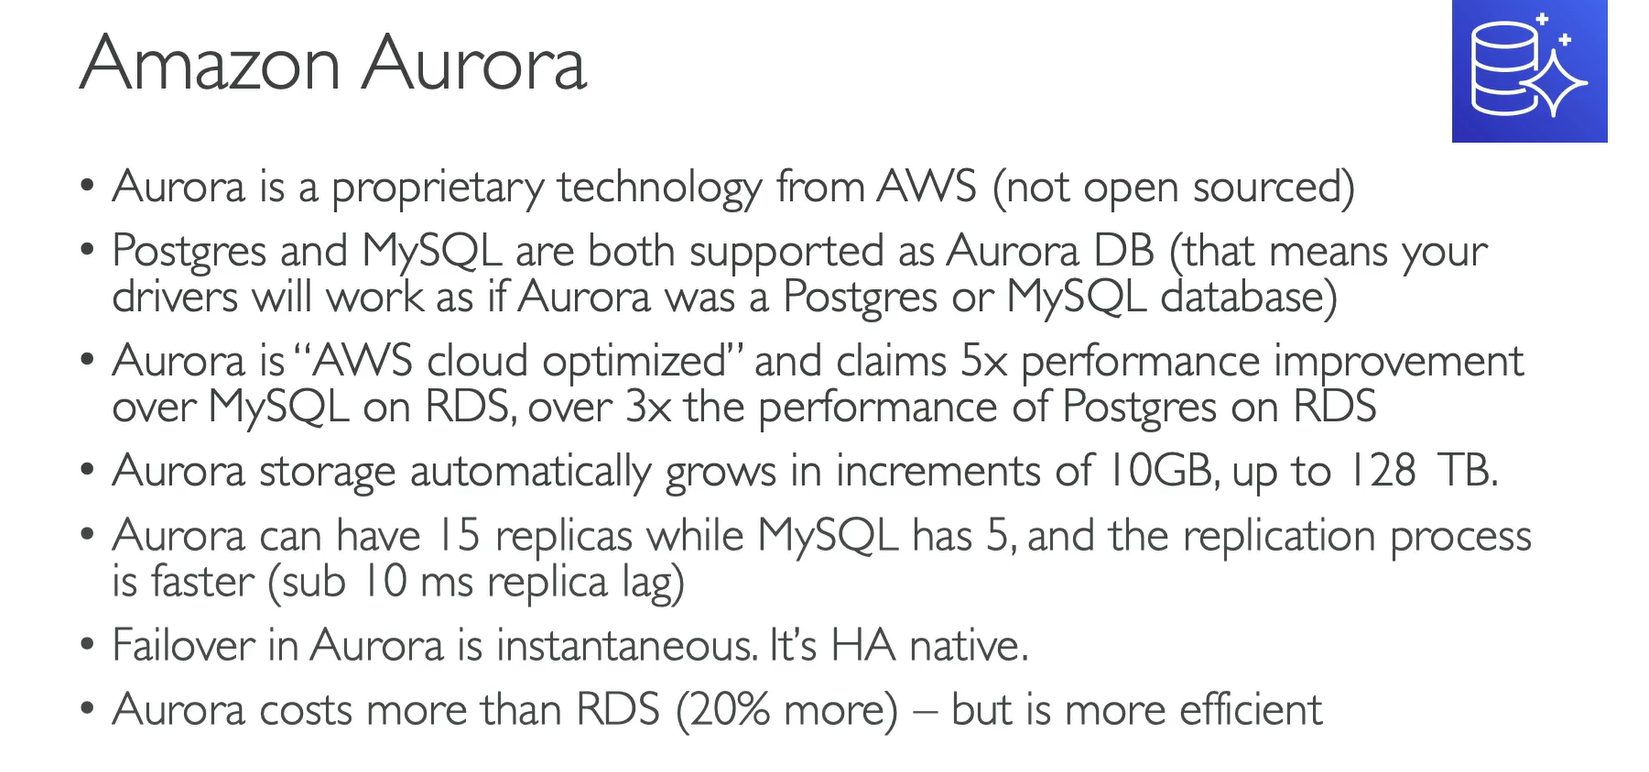 Amazon Aurora
• Aurora is a proprietary technology from AWS (not open sourced)
• Postgres and MySQL are both supported as Aurora DB (that means your
drivers will work as if Aurora was a Postgres or MySQL database)
• Aurora is “AWS cloud optimized” and claims 5x performance improvement
over MySQL on RDS, over 3x the performance of Postgres on RDS
• Aurora storage automatically grows in increments of 10GB, up to 128 TB.
• Aurora can have 15 replicas while MySQL has 5, and the replication process
is faster (sub 10 ms replica lag)
• Failover in Aurora is instantaneous. It’s HA native.
• Aurora costs more than RDS (20% more) – but is more efficient